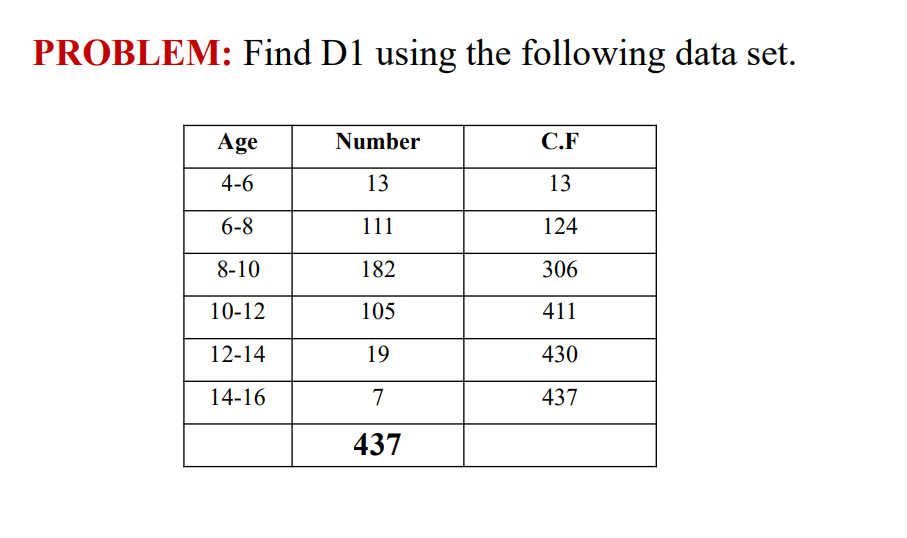 PROBLEM: Find D1 using the following data set.
Age Number C.F
4-6 13 13
6-8 111 124
8-10 182 306
10-12 105 411
12-14 19 430
14-16 7 437
437